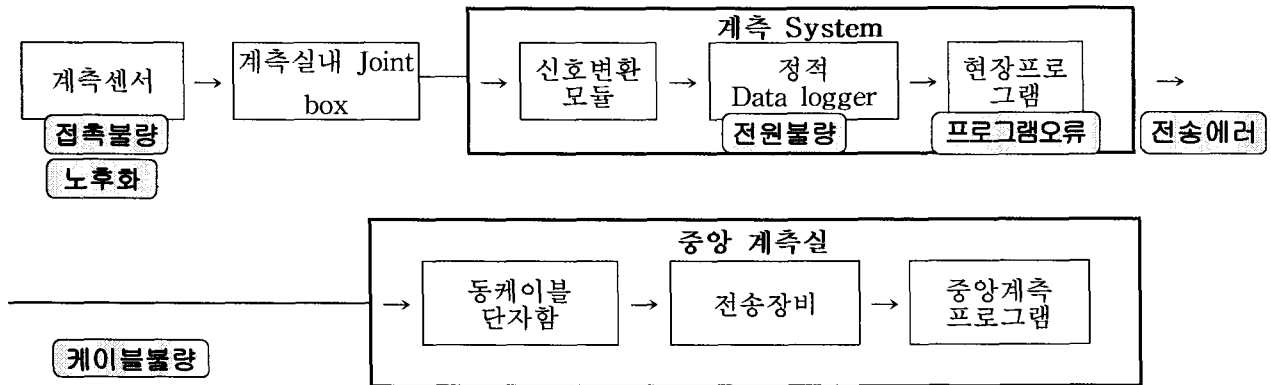 계측 System
계측센서
→
계측실내 Joint
box
→
신호변환
모듈
→
정적
Data logger
→
현장프로
그램
→
접촉불량
노후화
전원불량
프로그램오류
전송에러
중앙 계측실
→
동케이블
단자함
→
전송장비
→
중앙계측
프로그램
케이블불량